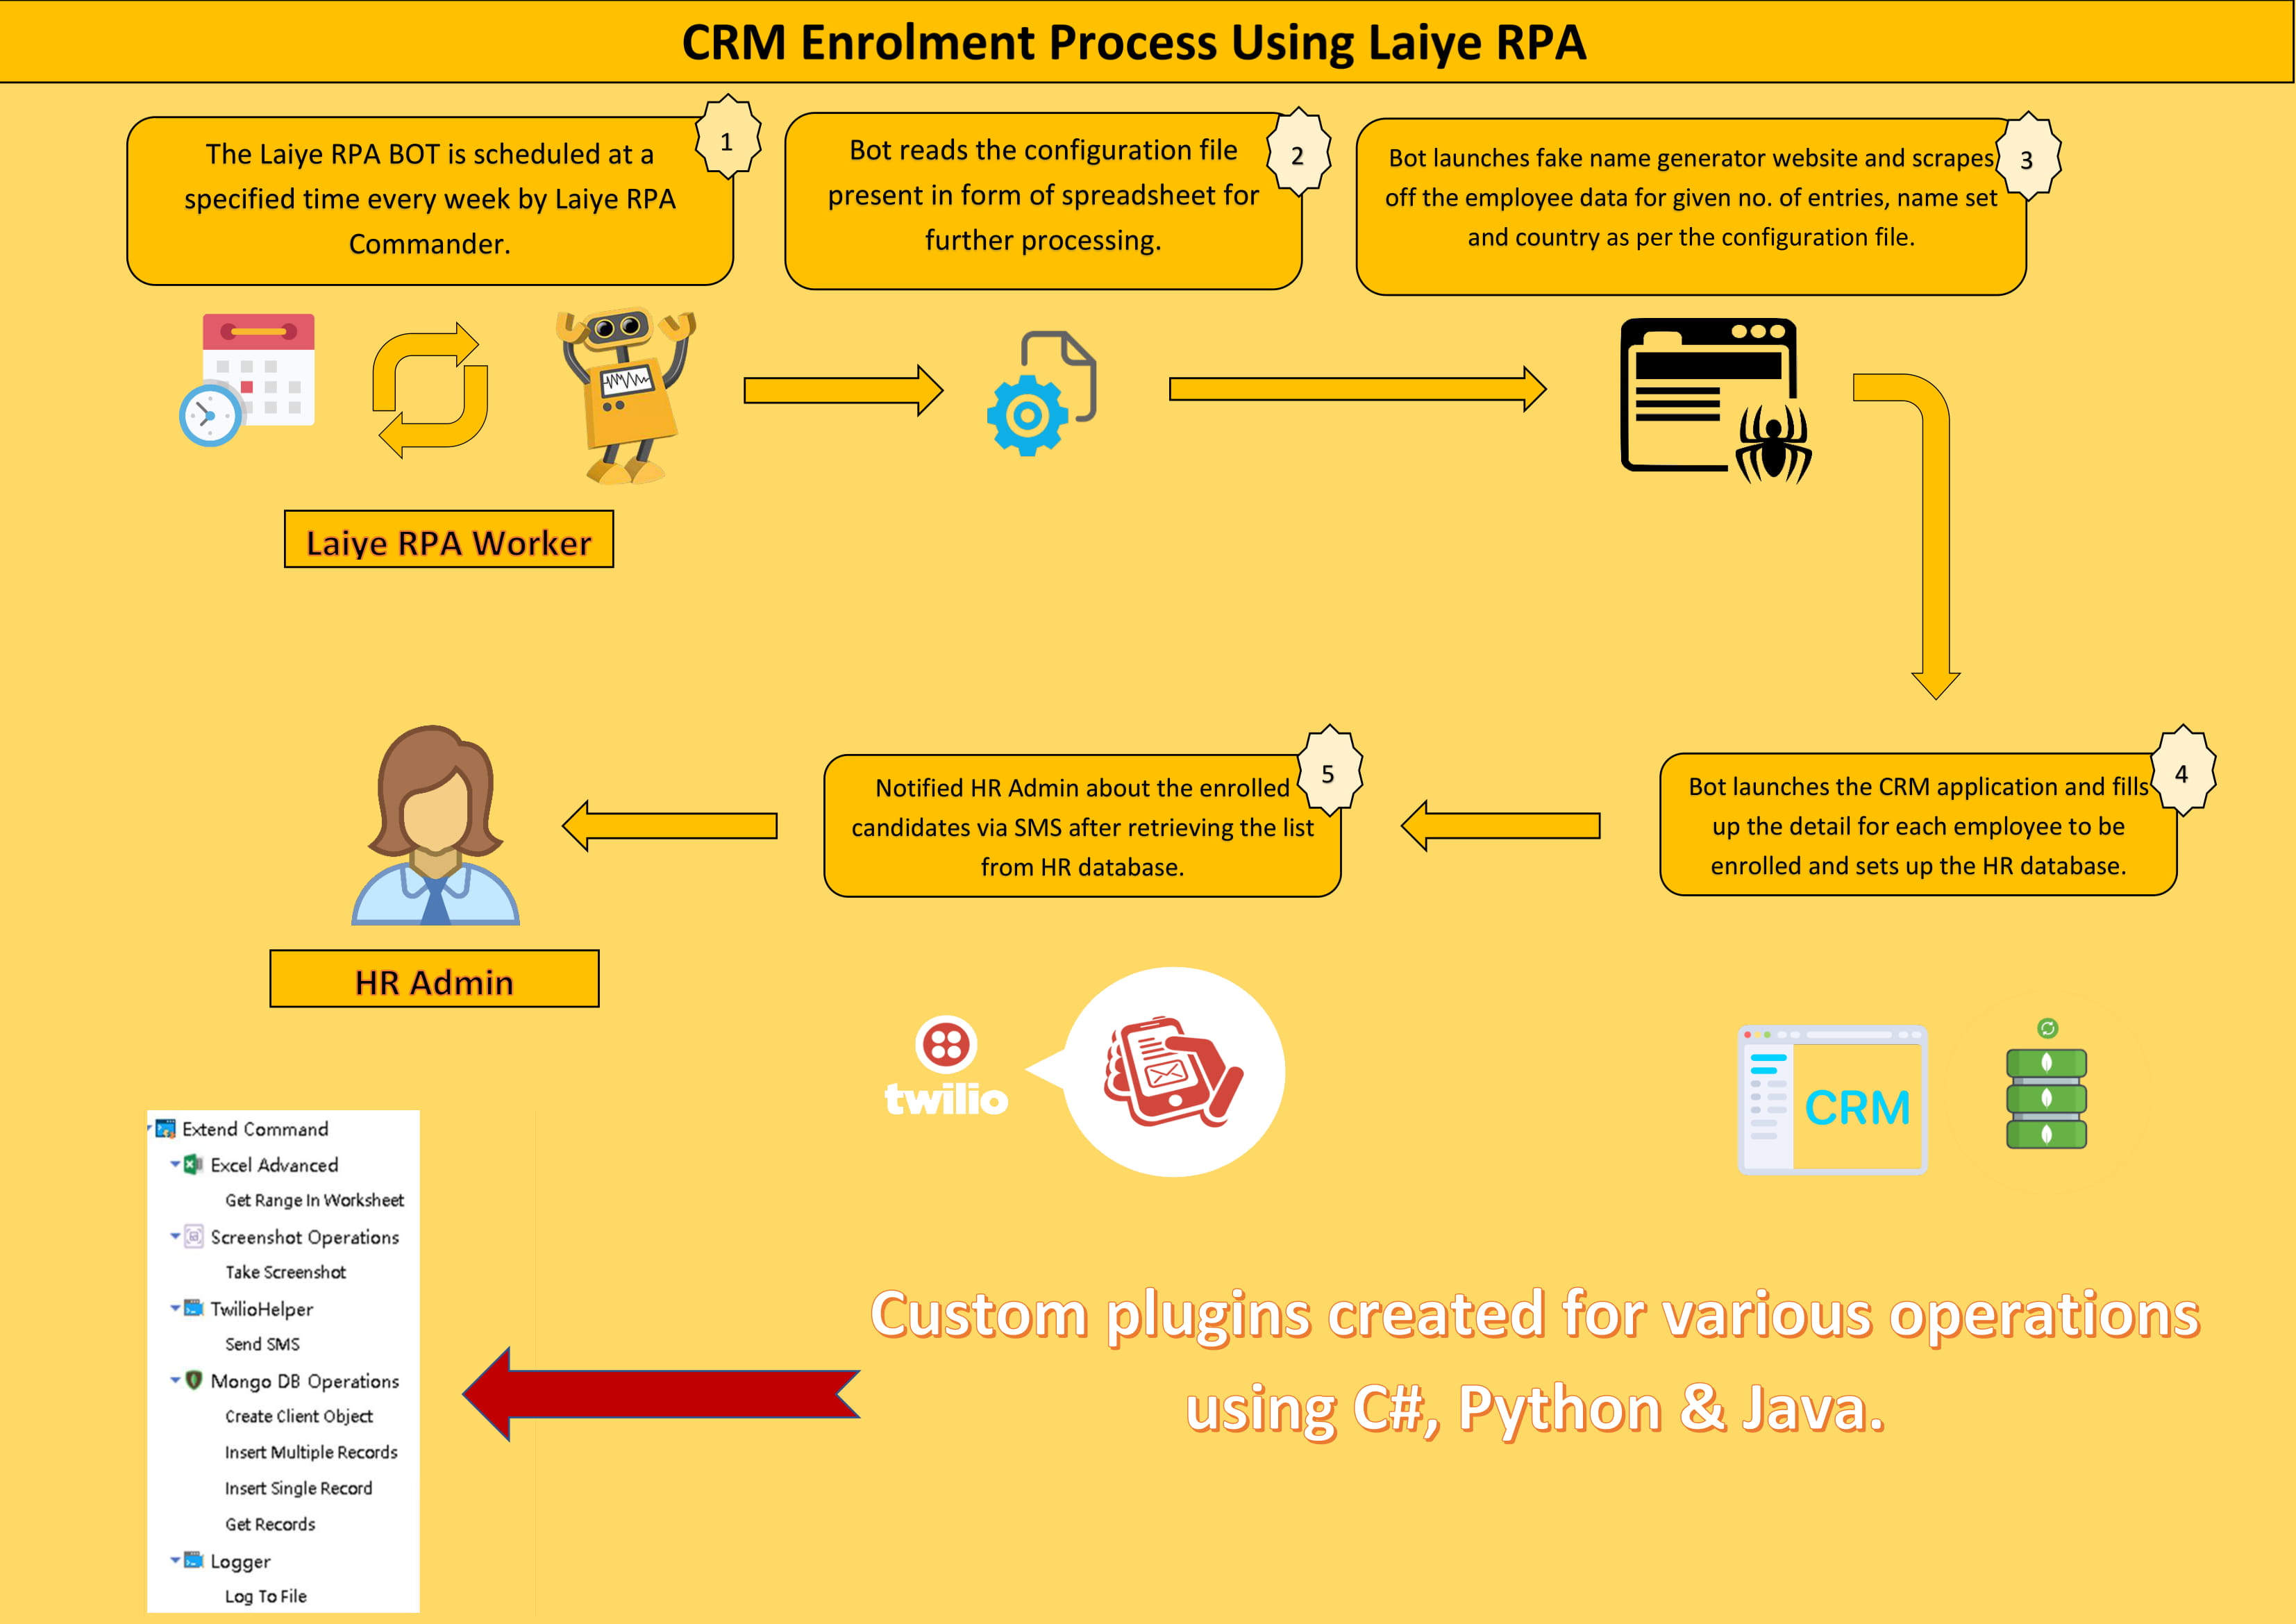 CRM Enrolment Process Using Laiye RPA
1
The Laiye RPA BOT is scheduled at a
specified time every week by Laiye RPA
Commander.
2
Bot reads the configuration file
present in form of spreadsheet for
further processing.
3
Bot launches fake name generator website and scrapes
off the employee data for given no. of entries, name set
and country as per the configuration file.
Laiye RPA Worker
4
Bot launches the CRM application and fills
up the detail for each employee to be
enrolled and sets up the HR database.
5
Notified HR Admin about the enrolled
candidates via SMS after retrieving the list
from HR database.
HR Admin
twilio
CRM
Extend Command
Excel Advanced
Get Range In Worksheet
Screenshot Operations
Take Screenshot
TwilioHelper
Send SMS
Mongo DB Operations
Create Client Object
Insert Multiple Records
Insert Single Record
Get Records
Logger
Log To File
Custom plugins created for various operations
using C#, Python & Java.